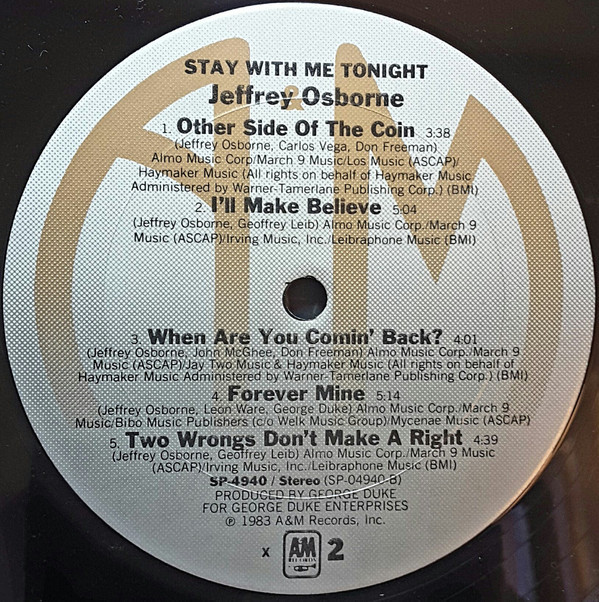 STAY WITH ME TONIGHT
Jeffrey Osborne
1. Other Side Of The Coin 3:38
(Jeffrey Osborne, Carlos Vega, Don Freeman)
Almo Music Corp/March 9 Music/Los Music (ASCAP)/
Haymaker Music (All rights on behalf of Haymaker Music
Administered by Warner-Tamerlane Publishing Corp.) (BMI)
2. I'll Make Believe 5:04
(Jeffrey Osborne, Geoffrey Leib) Almo Music Corp./March 9
Music (ASCAP)/Irving Music, Inc./Leibraphone Music (BMI)
3. When Are You Comin' Back? 4:01
(Jeffrey Osborne, John McGhee, Don Freeman) Almo Music Corp./March 9
Music (ASCAP)/Jay Two Music & Haymaker Music (All rights on behalf of
Haymaker Music Administered by Warner-Tamerlane Publishing Corp.) (BMI)
4. Forever Mine 5:14
(Jeffrey Osborne, Leon Ware, George Duke) Almo Music Corp./March 9
Music/Bibo Music Publishers (c/o Welk Music Group)/Mycenae Music (ASCAP)
5. Two Wrongs Don't Make A Right 4:39
(Jeffrey Osborne, Geoffrey Leib) Almo Music Corp./March 9 Music
(ASCAP)/Irving Music, Inc./Leibraphone Music (BMI)
SP-4940 / Stereo (SP-04940-B)
PRODUCED BY GEORGE DUKE
FOR GEORGE DUKE ENTERPRISES
℗ 1983 A&M Records, Inc.
x A&M RECORDS 2